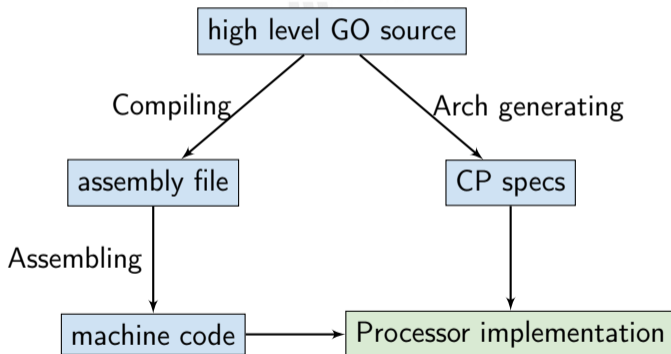 high level GO source
Compiling
Arch generating
assembly file
CP specs
Assembling
machine code
Processor implementation